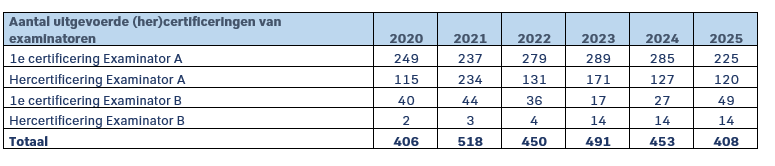 Aantal uitgevoerde (her)certificeringen van
examinatoren 2020 2021 2022 2023 2024 2025
1e certificering Examinator A 249 237 279 289 285 225
Hercertificering Examinator A 115 234 131 171 127 120
1e certificering Examinator B 40 44 36 17 27 49
Hercertificering Examinator B 2 3 4 14 14 14
Totaal 406 518 450 491 453 408